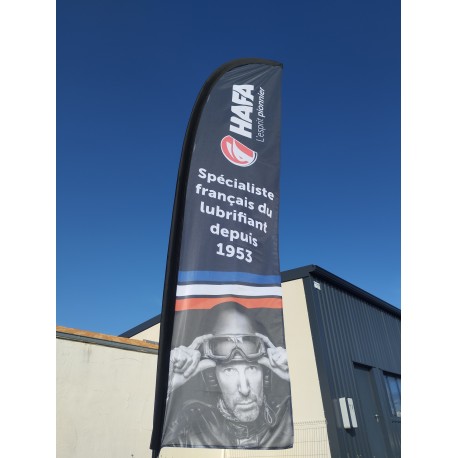 HAFA
L'esprit pionnier
Spécialiste
français du
lubrifiant
depuis
1953